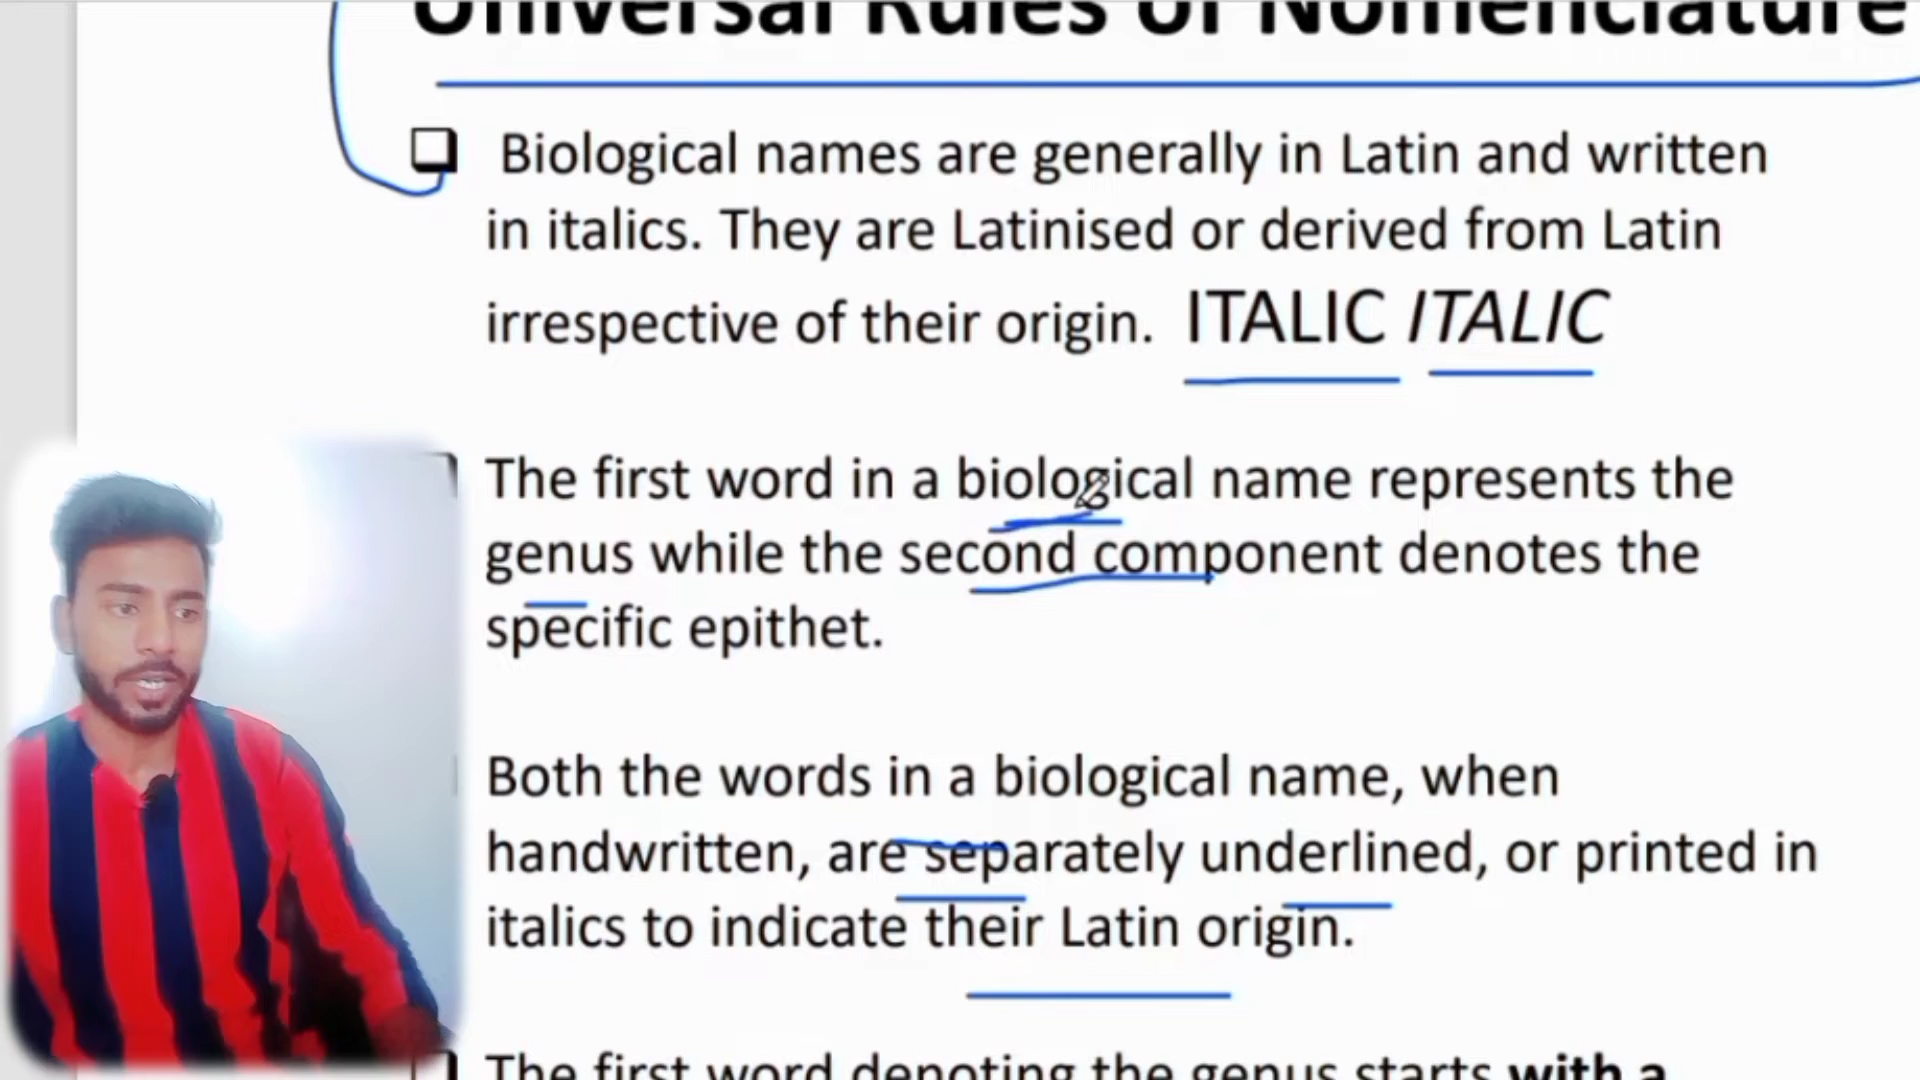 Universal Rules of Nomenclature
Biological names are generally in Latin and written
in italics. They are Latinised or derived from Latin
irrespective of their origin. ITALIC ITALIC
The first word in a biological name represents the
genus while the second component denotes the
specific epithet.
Both the words in a biological name, when
handwritten, are separately underlined, or printed in
italics to indicate their Latin origin.
The first word denoting the genus starts with a